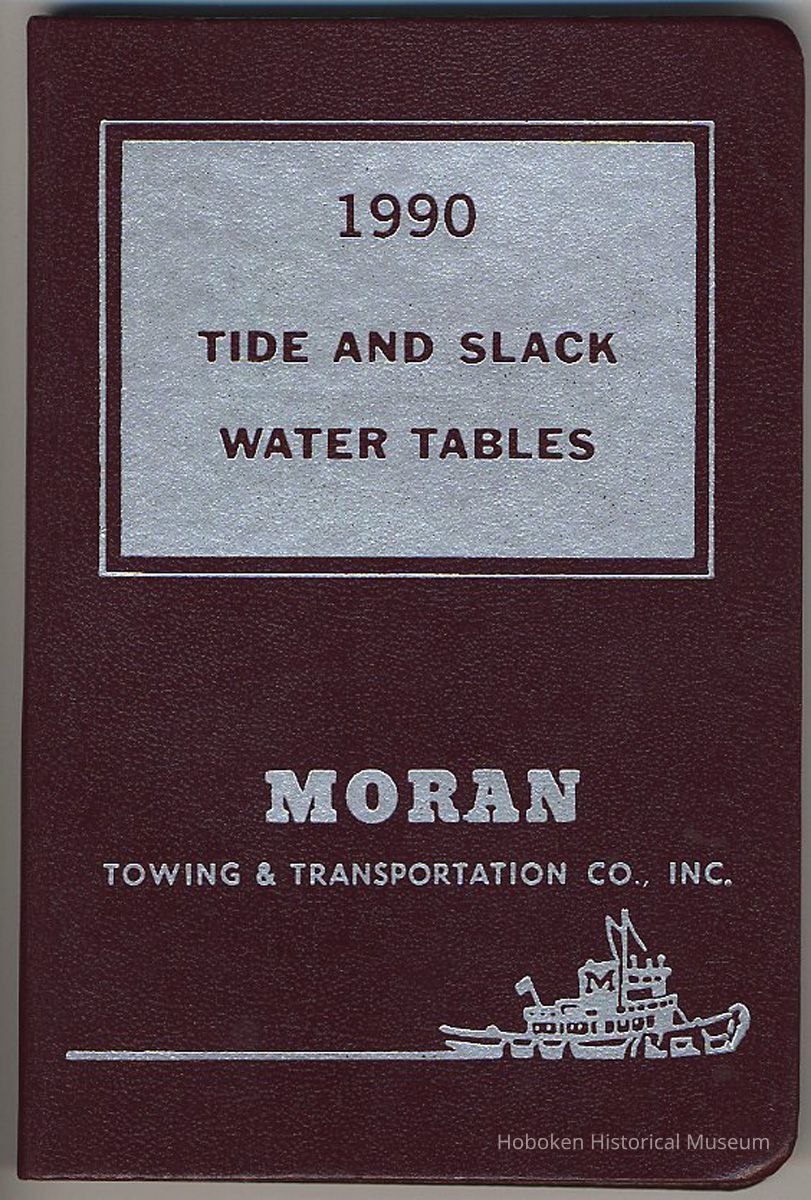 1990
TIDE AND SLACK
WATER TABLES
MORAN
TOWING & TRANSPORTATION CO., INC.
M
Hoboken Historical Museum